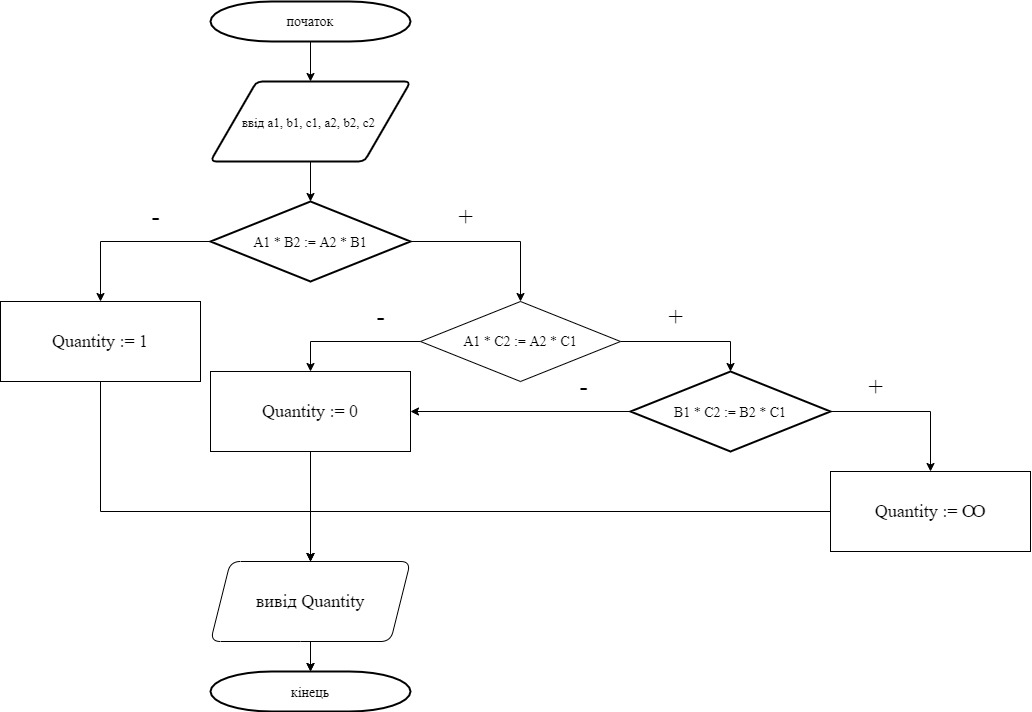 початок
ввід a1, b1, c1, a2, b2, c2
-
+
A1 * B2 := A2 * B1
-
+
Quantity := 1
A1 * C2 := A2 * C1
-
+
Quantity := 0
B1 * C2 := B2 * C1
Quantity := OO
вивід Quantity
кінець